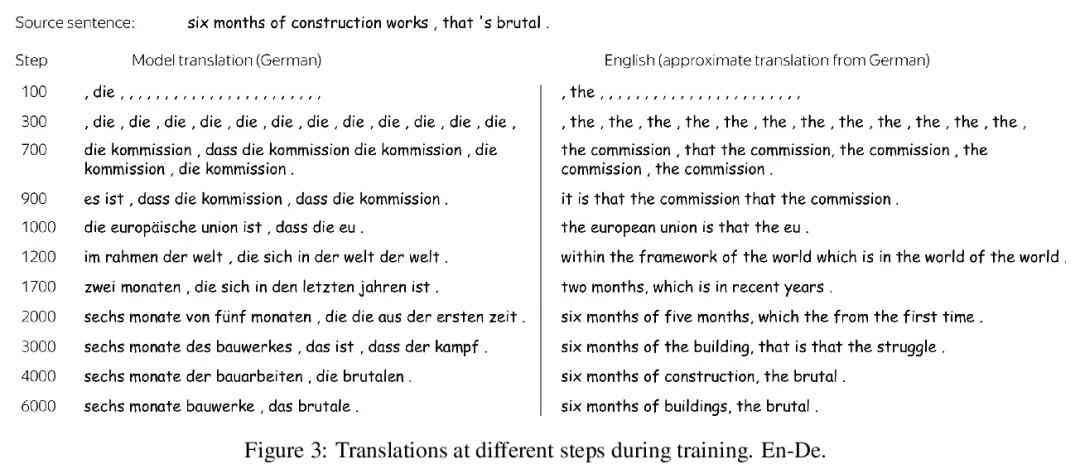 Source sentence: six months of construction works , that 's brutal .
Step Model translation (German) English (approximate translation from German)
100 , die , , , , , , , , , , , , , , , , , , , , , , , , the , , , , , , , , , , , , , , , , , , , , , , ,
300 , die , die , die , die , die , die , die , die , die , die , die , die , , the , the , the , the , the , the , the , the , the , the , the , the ,
700 die kommission , dass die kommission die kommission , die the commission , that the commission, the commission , the
kommission , die kommission . commission , the commission .
900 es ist , dass die kommission , dass die kommission . it is that the commission that the commission .
1000 die europäische union ist , dass die eu . the european union is that the eu .
1200 im rahmen der welt , die sich in der welt der welt . within the framework of the world which is in the world of the world .
1700 zwei monaten , die sich in den letzten jahren ist . two months, which is in recent years .
2000 sechs monate von fünf monaten , die die aus der ersten zeit . six months of five months, which the from the first time .
3000 sechs monate des bauwerkes , das ist , dass der kampf . six months of the building, that is that the struggle .
4000 sechs monate der bauarbeiten , die brutalen . six months of construction, the brutal .
6000 sechs monate bauwerke , das brutale . six months of buildings, the brutal .
Figure 3: Translations at different steps during training. En-De.